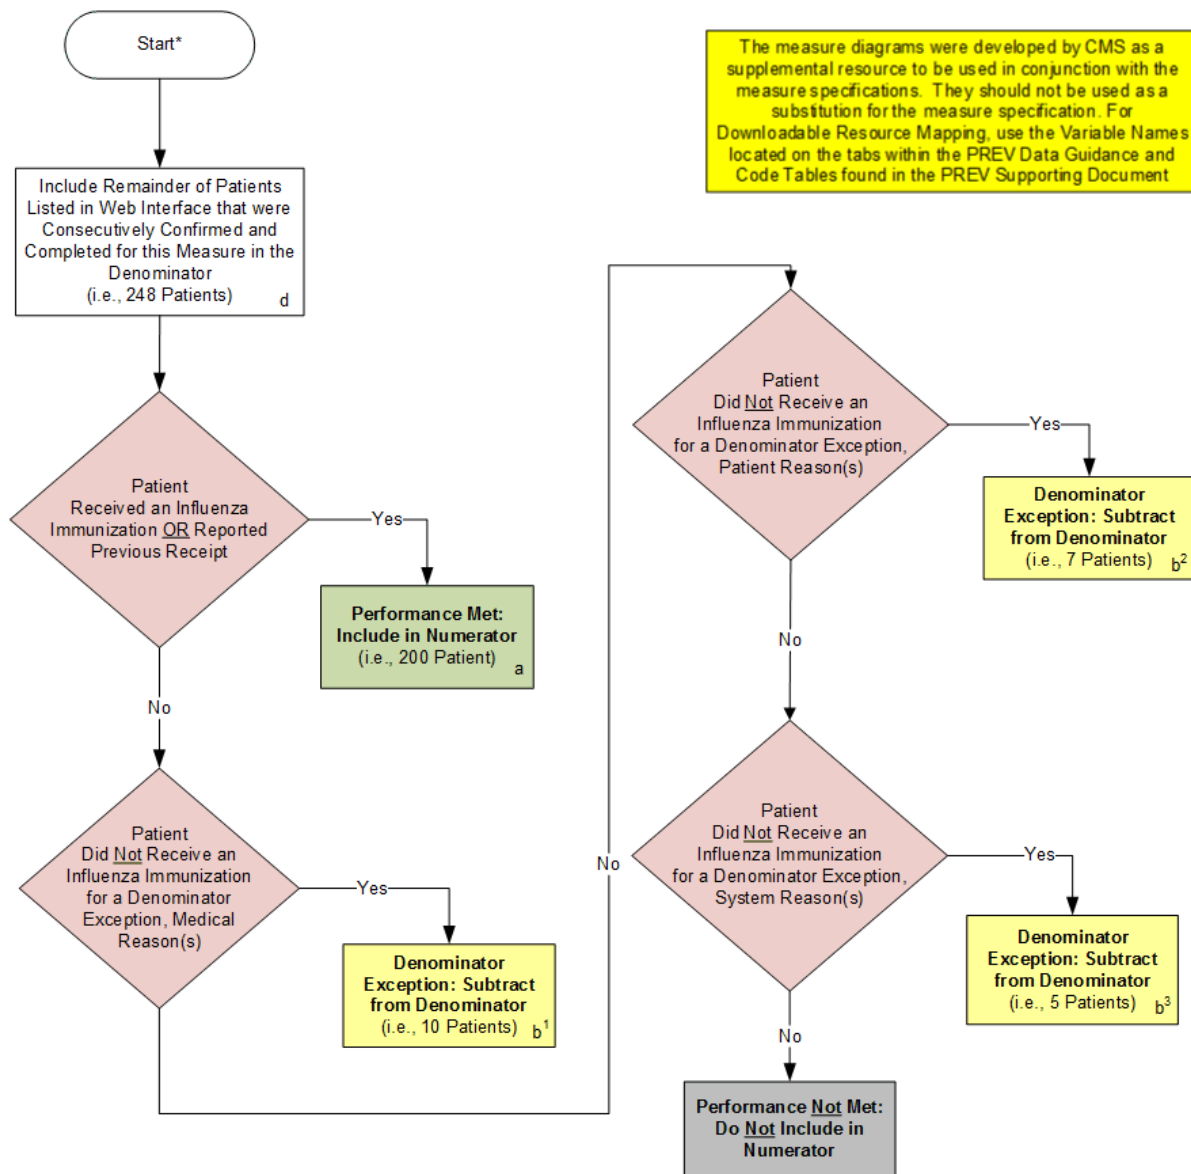 Start*
The measure diagrams were developed by CMS as a
supplemental resource to be used in conjunction with the
measure specifications. They should not be used as a
substitution for the measure specification. For
Downloadable Resource Mapping, use the Variable Names
located on the tabs within the PREV Data Guidance and
Code Tables found in the PREV Supporting Document
Include Remainder of Patients
Listed in Web Interface that were
Consecutively Confirmed and
Completed for this Measure in the
Denominator
(i.e., 248 Patients)
d
Patient
Received an Influenza
Immunization OR Reported
Previous Receipt
Yes
Performance Met:
Include in Numerator
(i.e., 200 Patient)
a
No
Patient
Did Not Receive an
Influenza Immunization
for a Denominator
Exception, Medical
Reason(s)
Yes
Denominator
Exception: Subtract
from Denominator
(i.e., 10 Patients)
b¹
No
Patient
Did Not Receive an
Influenza Immunization
for a Denominator Exception,
Patient Reason(s)
Yes
Denominator
Exception: Subtract
from Denominator
(i.e., 7 Patients)
b²
No
Patient
Did Not Receive an
Influenza Immunization
for a Denominator Exception,
System Reason(s)
Yes
Denominator
Exception: Subtract
from Denominator
(i.e., 5 Patients)
b³
No
Performance Not Met:
Do Not Include in
Numerator